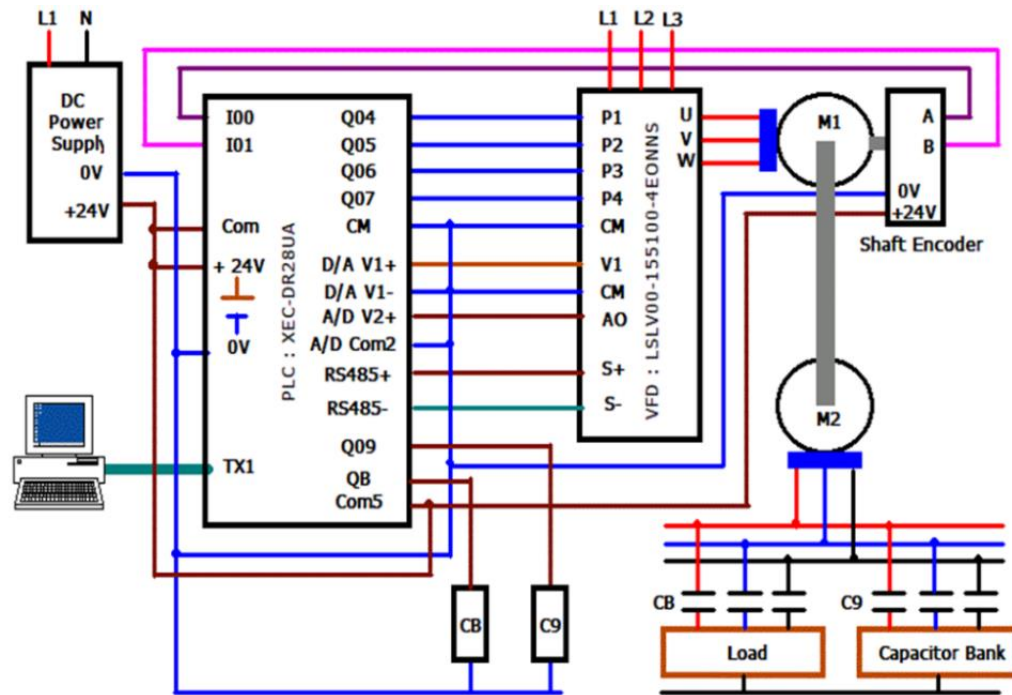 L1 N
L1 L2 L3
DC
Power
Supply
0V
+24V
I00
I01
Com
+ 24V
0V
TX1
PLC : XEC-DR28UA
Q04
Q05
Q06
Q07
CM
D/A V1+
D/A V1-
A/D V2+
A/D Com2
RS485+
RS485-
Q09
QB
Com5
P1
P2
P3
P4
CM
V1
CM
AO
S+
S-
VFD : LSLV00-155100-4EONNS
U
V
W
M1
A
B
0V
+24V
Shaft Encoder
M2
CB
C9
CB
C9
Load
Capacitor Bank